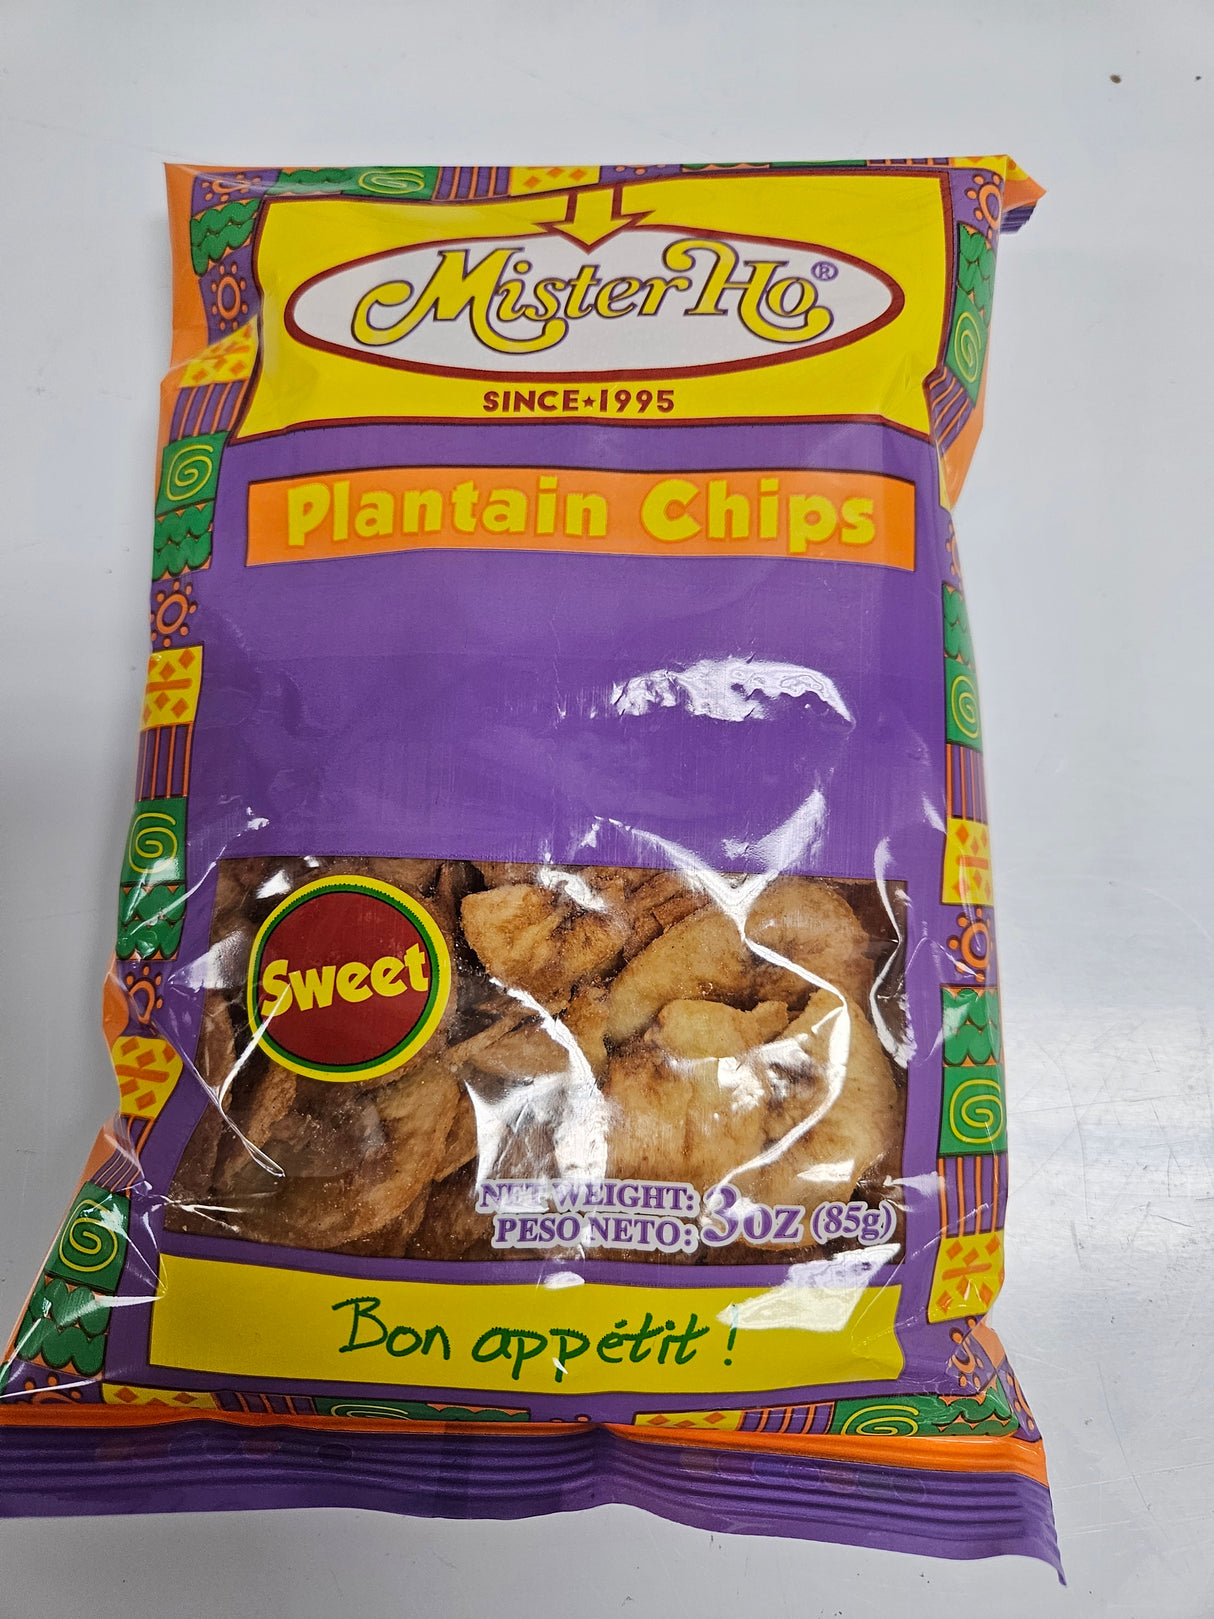 Mister Ho®
SINCE★1995
Plantain Chips
Sweet
NET WEIGHT: 3oz (85g)
PESO NETO:
Bon appétit!